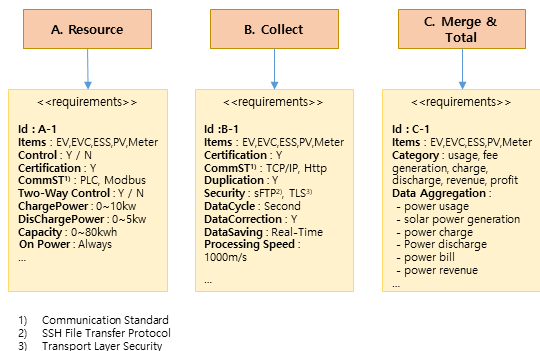 A. Resource
B. Collect
C. Merge &
Total
<<requirements>>
Id : A-1
Items : EV,EVC,ESS,PV,Meter
Control : Y / N
Certification : Y
CommST1) : PLC, Modbus
Two-Way Control : Y / N
ChargePower : 0~10kw
DisChargePower : 0~5kw
Capacity : 0~80kwh
On Power : Always
...
<<requirements>>
Id :B-1
Items : EV,EVC,ESS,PV,Meter
Certification : Y
CommST1) : TCP/IP, Http
Duplication : Y
Security : sFTP2), TLS3)
DataCycle : Second
DataCorrection : Y
DataSaving : Real-Time
Processing Speed :
1000m/s
...
<<requirements>>
Id : C-1
Items : EV,EVC,ESS,PV,Meter
Category : usage, fee
generation, charge,
discharge, revenue, profit
Data Aggregation :
- power usage
- solar power generation
- power charge
- Power discharge
- power bill
- power revenue
...
1) Communication Standard
2) SSH File Transfer Protocol
3) Transport Layer Security